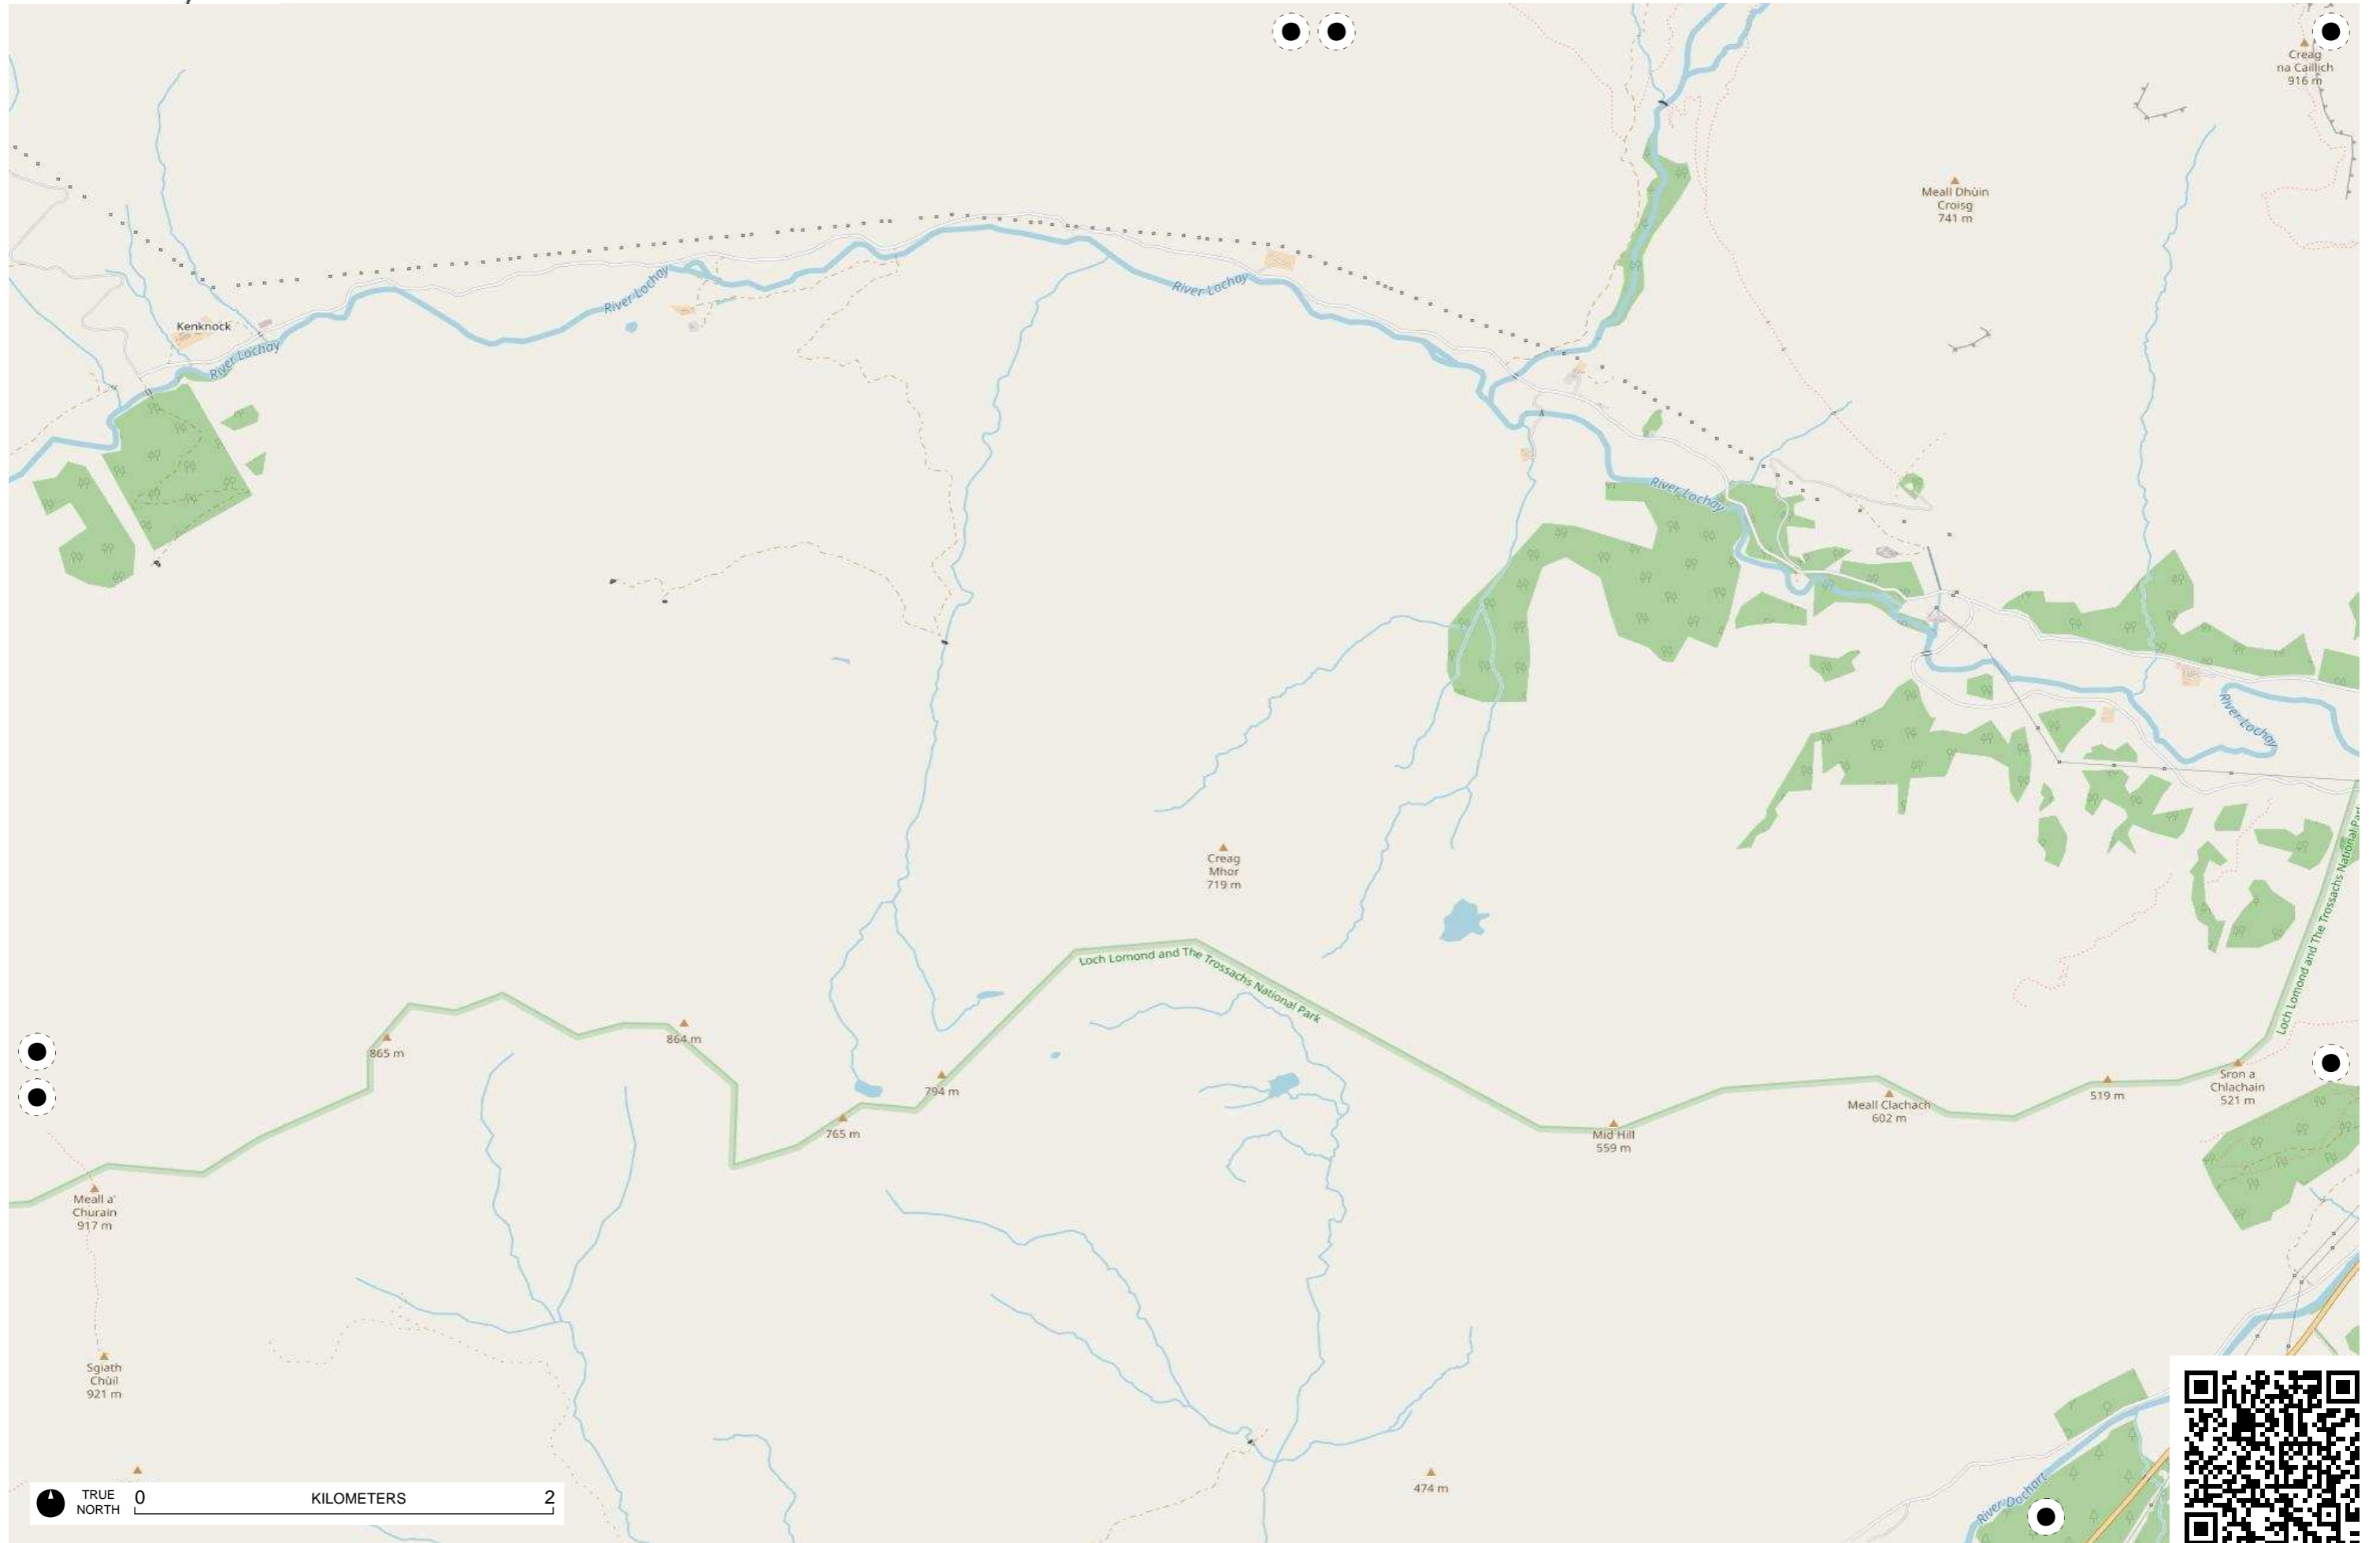 Creag
na Caillich
916 m
Meall Dhùin
Croisg
741 m
River Lochay
River Lochay
Kenknock
River Lochay
River Lochay
River Lochay
Creag
Mhor
719 m
Loch Lomond and The Trossachs National Park
Loch Lomond and The Trossachs National Park
865 m
864 m
794 m
765 m
Mid Hill
559 m
Meall Clachach
602 m
519 m
Sron a
Chlachain
521 m
Meall a'
Churain
917 m
Sgiath
Chùil
921 m
474 m
River Dochart
TRUE
NORTH
0
KILOMETERS
2